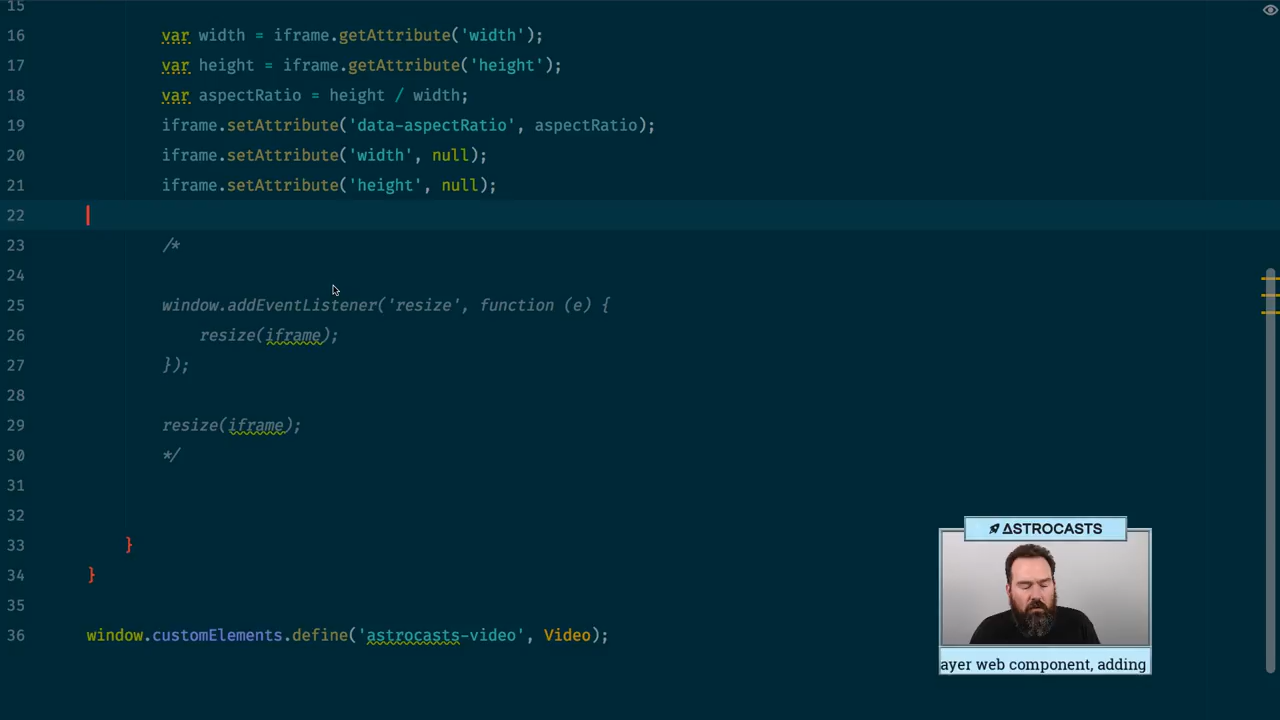 15
16 var width = iframe.getAttribute('width');
17 var height = iframe.getAttribute('height');
18 var aspectRatio = height / width;
19 iframe.setAttribute('data-aspectRatio', aspectRatio);
20 iframe.setAttribute('width', null);
21 iframe.setAttribute('height', null);
22
23 /*
24
25 window.addEventListener('resize', function (e) {
26 resize(iframe);
27 });
28
29 resize(iframe);
30 */
31
32
33 }
34 }
35
36 window.customElements.define('astrocasts-video', Video);
ΔSTROCASTS
ayer web component, adding